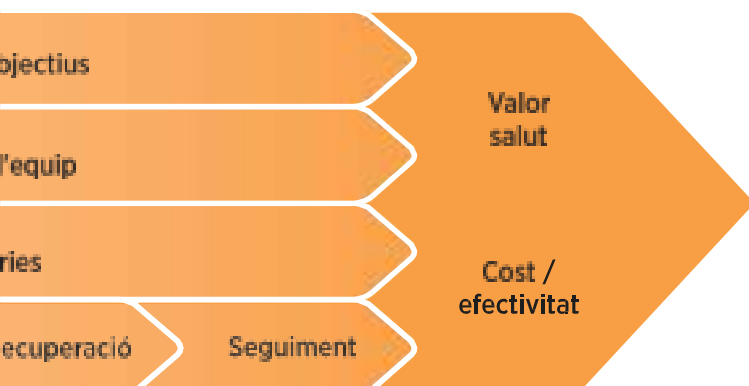 bjectius
l'equip
ries
ecuperació
Seguiment
Valor
salut
Cost /
efectivitat